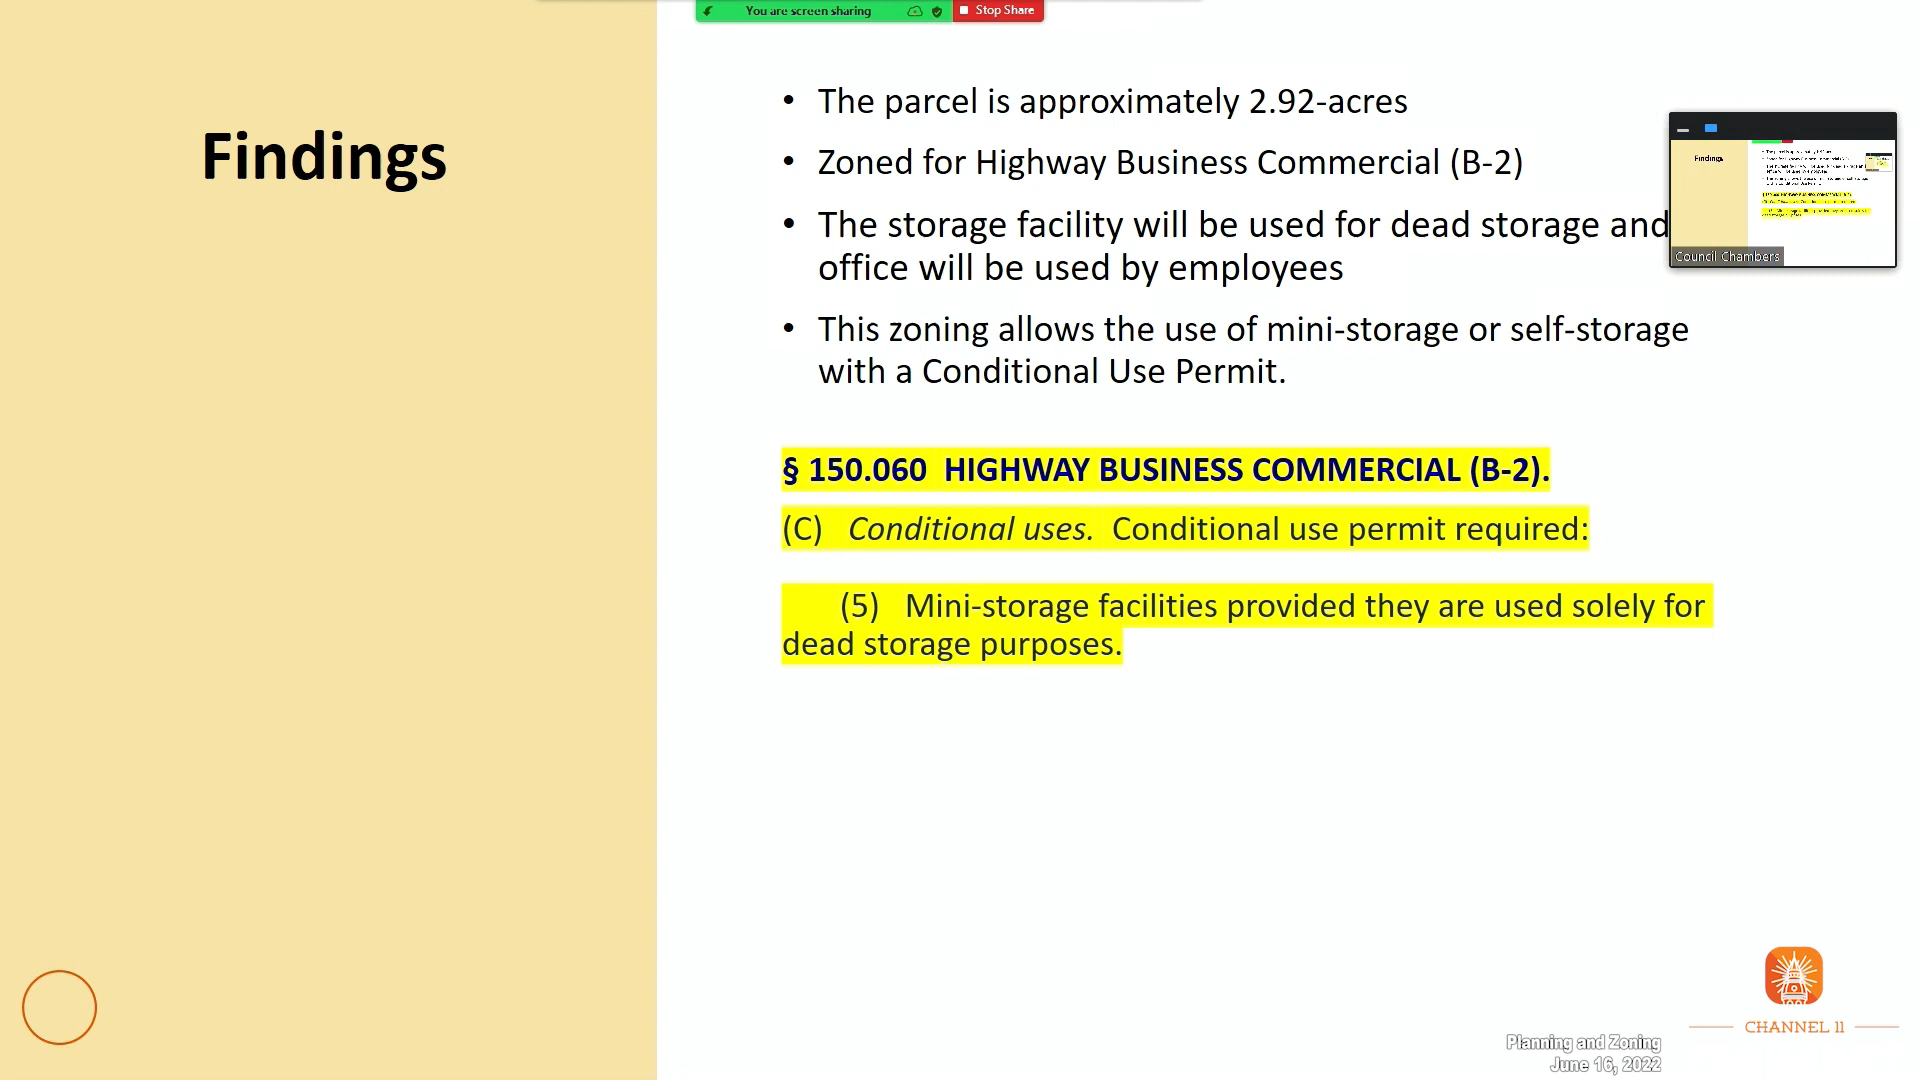 You are screen sharing
Stop Share
Findings
• The parcel is approximately 2.92-acres
• Zoned for Highway Business Commercial (B-2)
• The storage facility will be used for dead storage and
office will be used by employees
• This zoning allows the use of mini-storage or self-storage
with a Conditional Use Permit.
§ 150.060 HIGHWAY BUSINESS COMMERCIAL (B-2).
(C) Conditional uses. Conditional use permit required:
(5) Mini-storage facilities provided they are used solely for
dead storage purposes.
Findings
Council Chambers
CHANNEL 11
Planning and Zoning
June 16, 2022